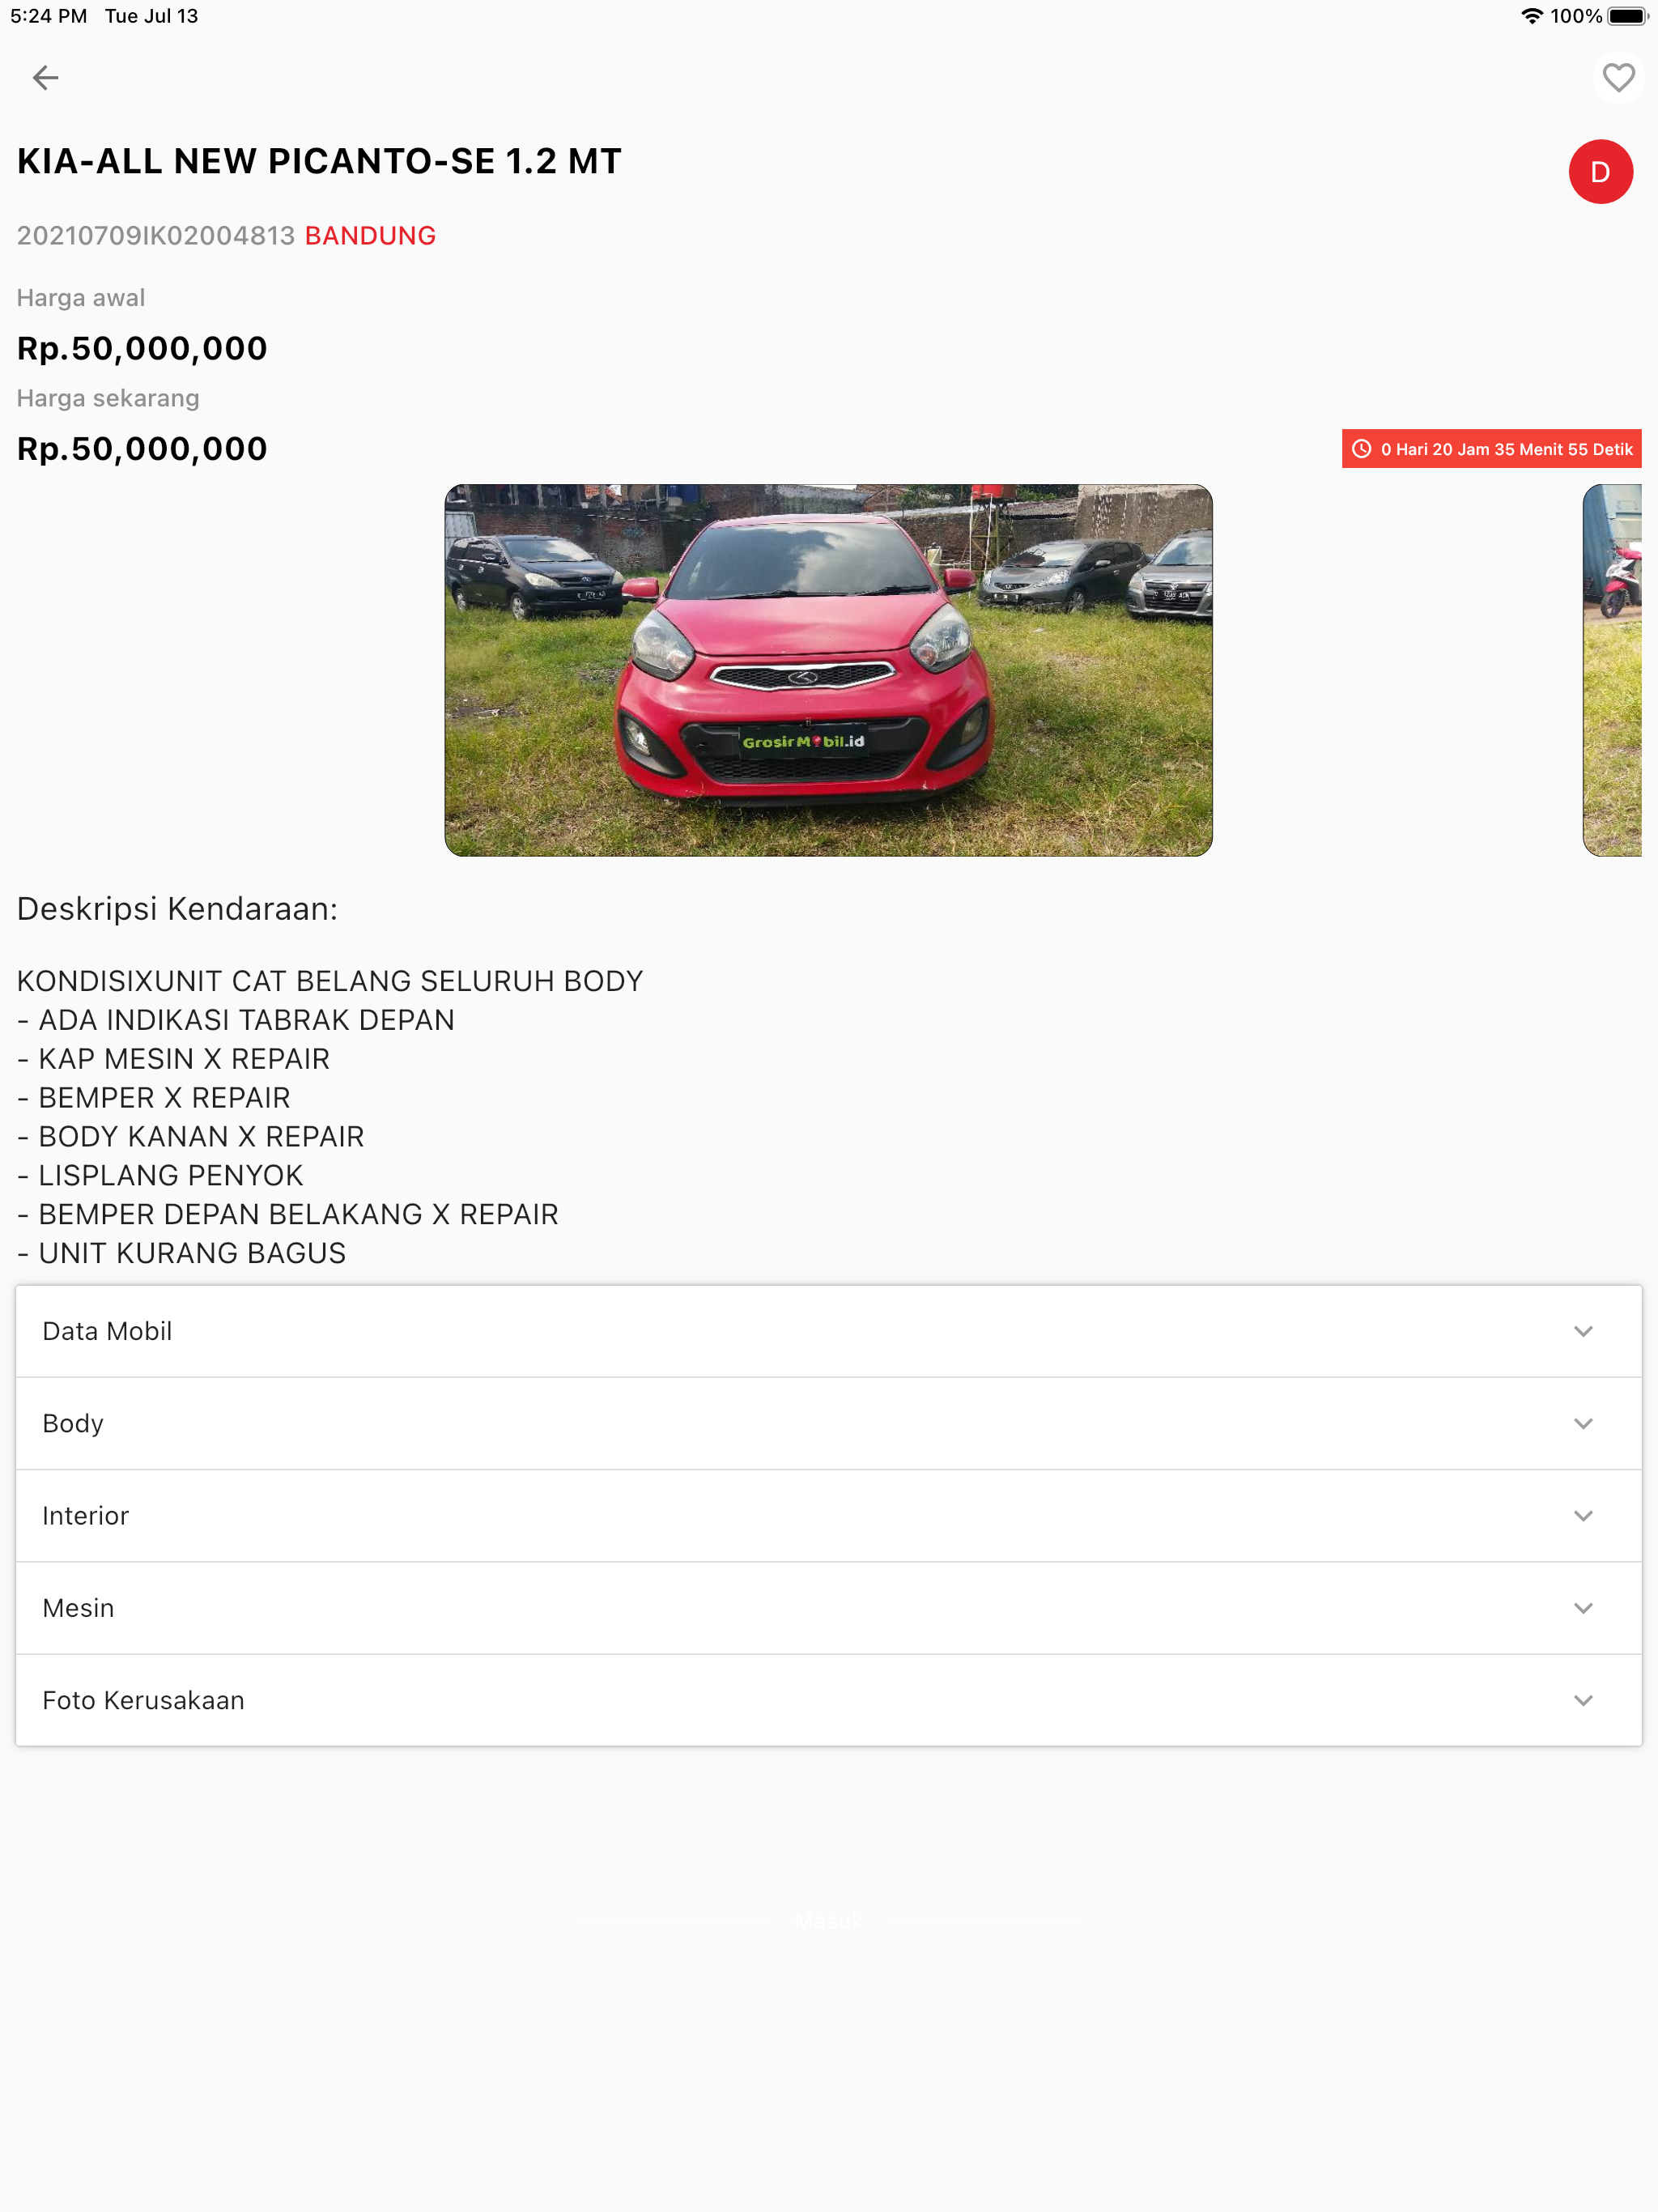 5:24 PM Tue Jul 13
100%
KIA-ALL NEW PICANTO-SE 1.2 MT
D
20210709IK02004813 BANDUNG
Harga awal
Rp.50,000,000
Harga sekarang
Rp.50,000,000
0 Hari 20 Jam 35 Menit 55 Detik
GrosirMobil.id
Deskripsi Kendaraan:
KONDISIXUNIT CAT BELANG SELURUH BODY
- ADA INDIKASI TABRAK DEPAN
- KAP MESIN X REPAIR
- BEMPER X REPAIR
- BODY KANAN X REPAIR
- LISPLANG PENYOK
- BEMPER DEPAN BELAKANG X REPAIR
- UNIT KURANG BAGUS
Data Mobil
Body
Interior
Mesin
Foto Kerusakaan
Masuk